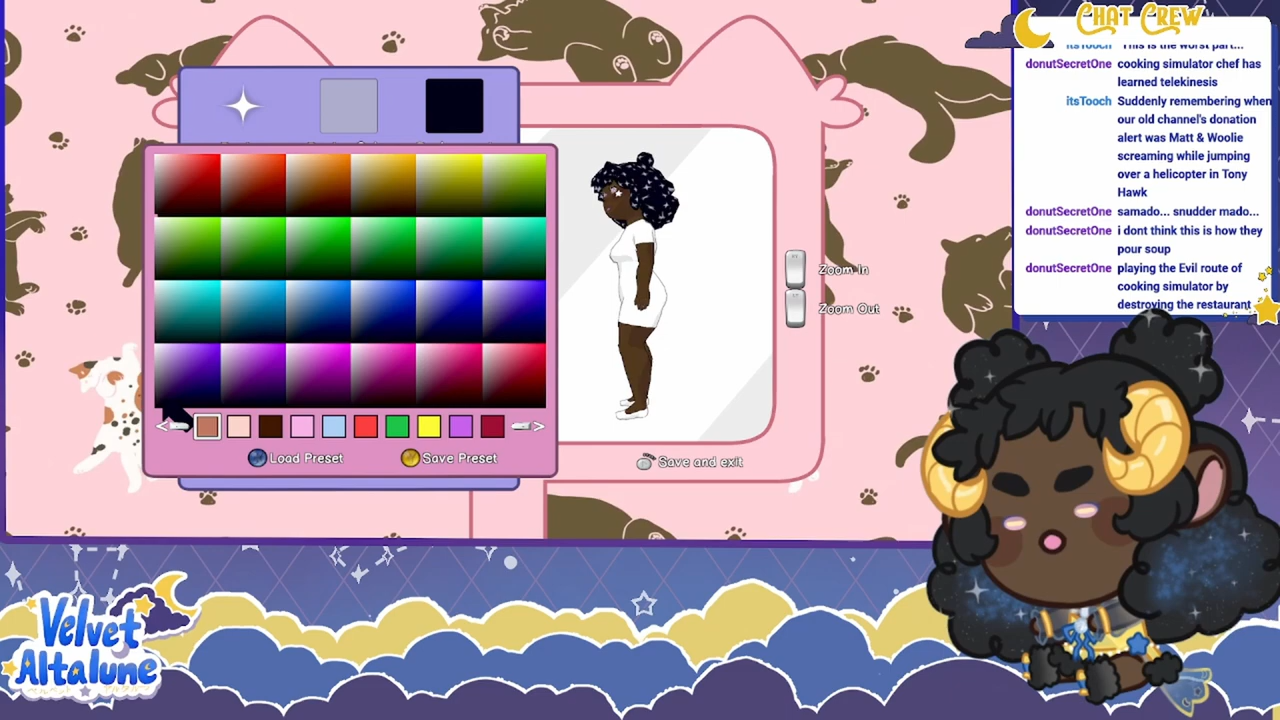 CHAT CREW
itsTooch This is the worst part...
donutSecretOne cooking simulator chef has
learned telekinesis
itsTooch Suddenly remembering when
our old channel's donation
alert was Matt & Woolie
screaming while jumping
over a helicopter in Tony
Hawk
donutSecretOne samado... snudder mado...
donutSecretOne i dont think this is how they
pour soup
donutSecretOne playing the Evil route of
cooking simulator by
destroying the restaurant
Zoom In
Zoom Out
< >
Load Preset Save Preset
Save and exit
Velvet
Altalune